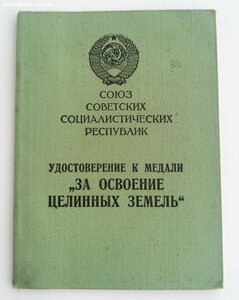 СОЮЗ
СОВЕТСКИХ
СОЦИАЛИСТИЧЕСКИХ
РЕСПУБЛИК
УДОСТОВЕРЕНИЕ К МЕДАЛИ
„ЗА ОСВОЕНИЕ
ЦЕЛИННЫХ ЗЕМЕЛЬ“